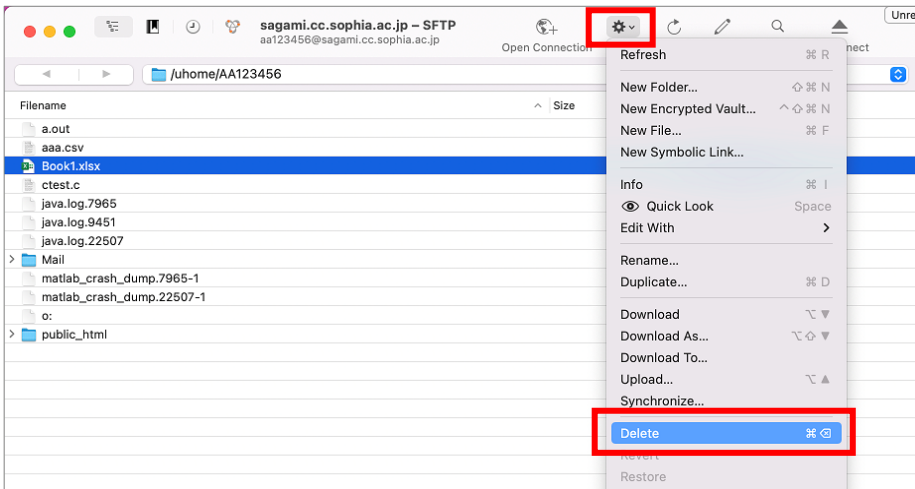 sagami.cc.sophia.ac.jp – SFTP
aa123456@sagami.cc.sophia.ac.jp
Open Connection
nect
Unre
/uhome/AA123456
Filename
Size
a.out
aaa.csv
Book1.xlsx
ctest.c
java.log.7965
java.log.9451
java.log.22507
Mail
matlab_crash_dump.7965-1
matlab_crash_dump.22507-1
o:
public_html
Refresh ⌘ R
New Folder... ⇧ ⌘ N
New Encrypted Vault... ^ ⇧ ⌘ N
New File... ⌘ F
New Symbolic Link...
Info ⌘ I
Quick Look Space
Edit With
Rename...
Duplicate... ⌘ D
Download ⌥ ▼
Download As... ⌥ ⇧ ▼
Download To...
Upload... ⌥ ▲
Synchronize...
Delete ⌘ ⌫
Revert
Restore